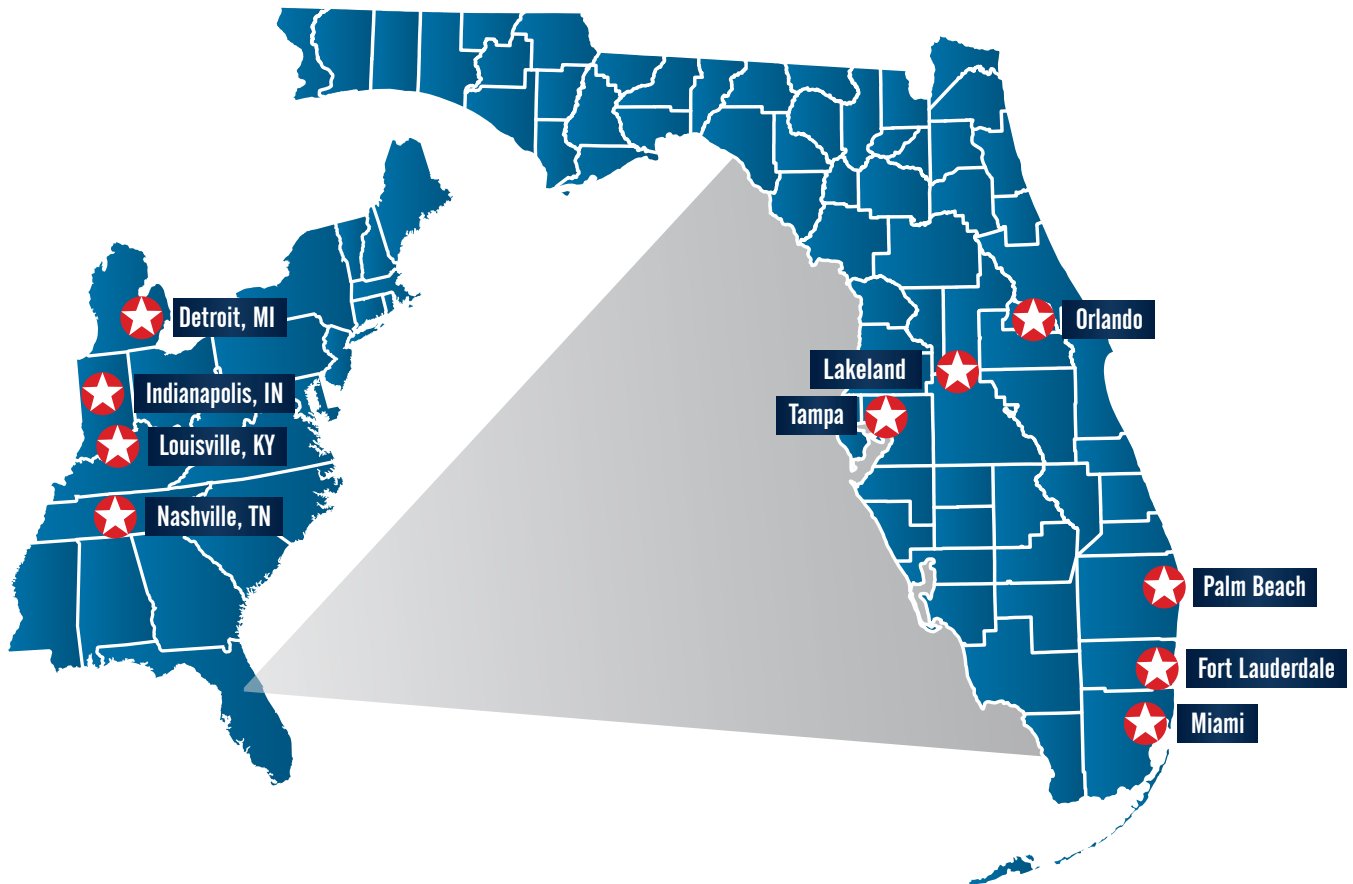 Detroit, MI
Indianapolis, IN
Louisville, KY
Nashville, TN
Orlando
Lakeland
Tampa
Palm Beach
Fort Lauderdale
Miami